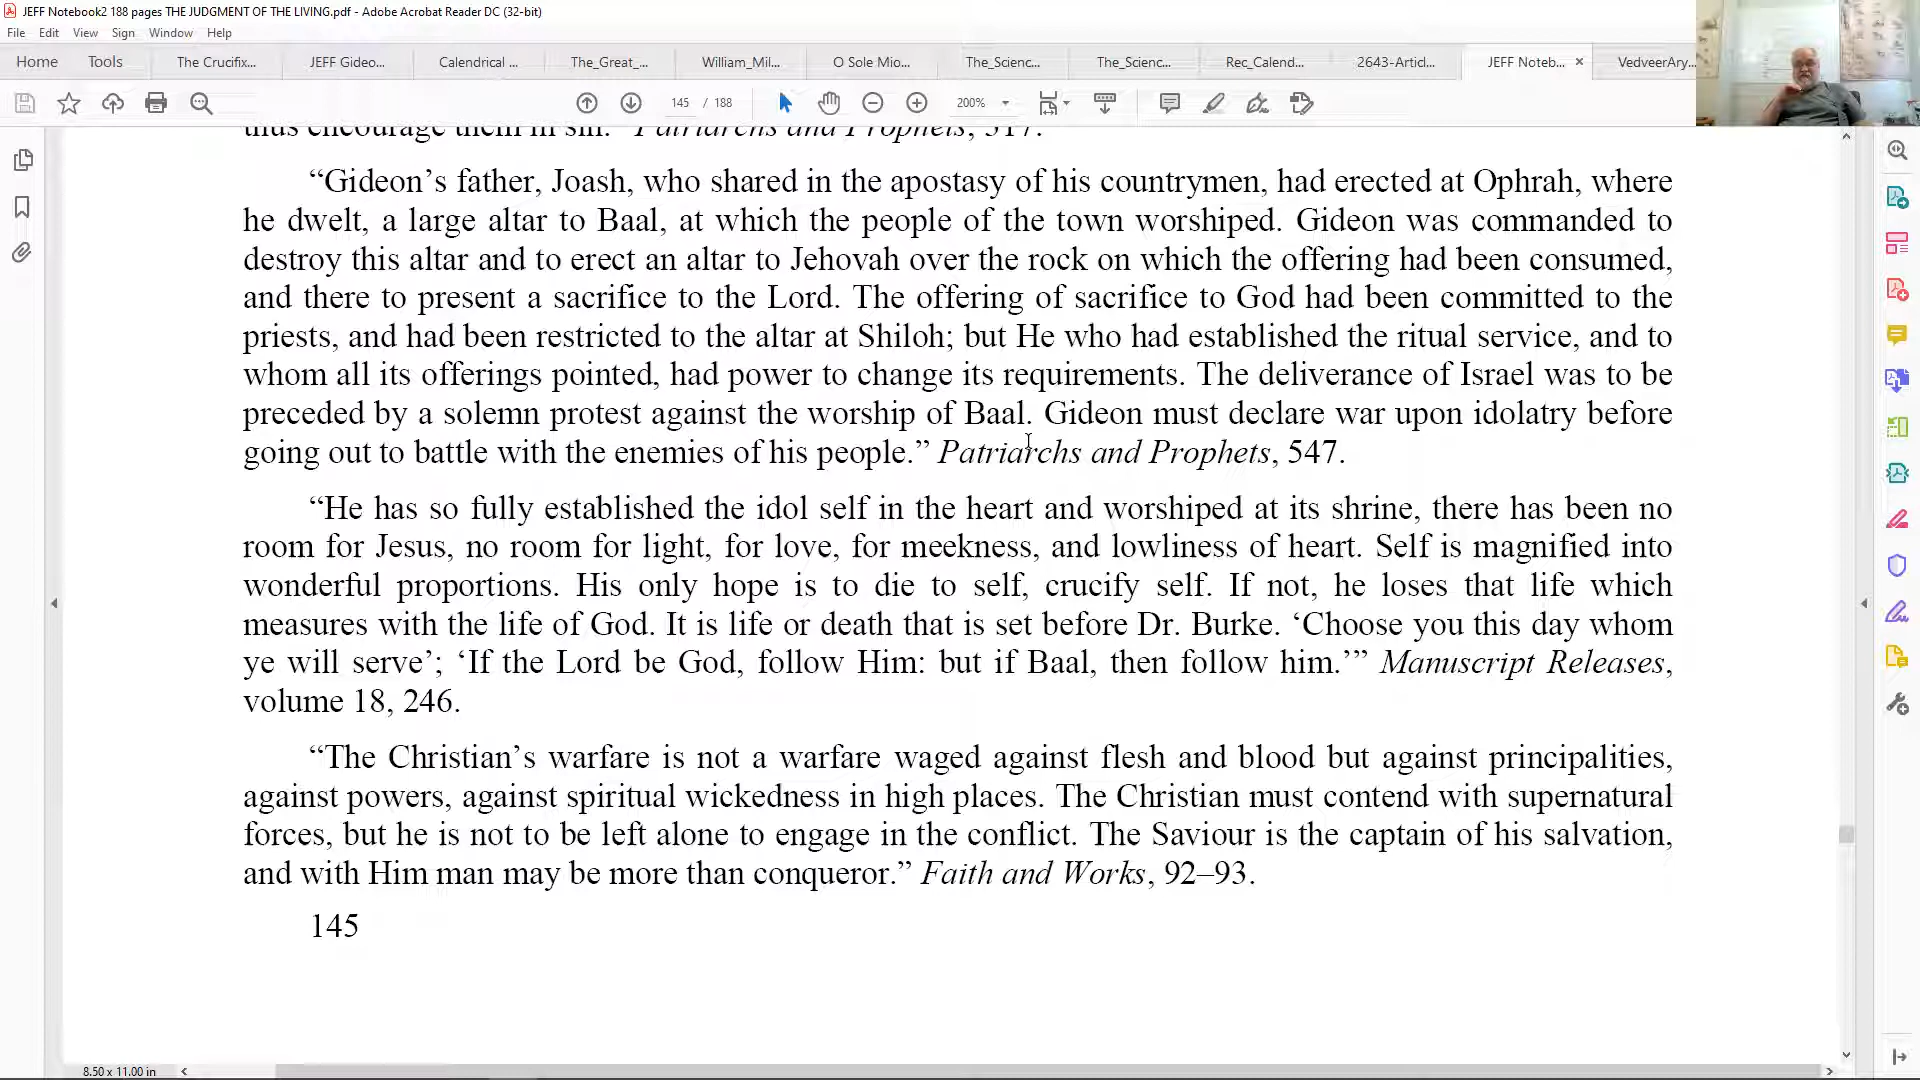 JEFF Notebook2 188 pages THE JUDGMENT OF THE LIVING.pdf - Adobe Acrobat Reader DC (32-bit)
File Edit View Sign Window Help
Home Tools The Crucifix... JEFF Gideo... Calendrical ... The_Great_... William_Mil... O Sole Mio... The_Scienc... The_Scienc... Rec_Calend... 2643-Articl... JEFF Noteb... VedveerAry...
145 / 188 200%
thus encourage them in sin.” Patriarchs and Prophets, 517.
“Gideon’s father, Joash, who shared in the apostasy of his countrymen, had erected at Ophrah, where
he dwelt, a large altar to Baal, at which the people of the town worshiped. Gideon was commanded to
destroy this altar and to erect an altar to Jehovah over the rock on which the offering had been consumed,
and there to present a sacrifice to the Lord. The offering of sacrifice to God had been committed to the
priests, and had been restricted to the altar at Shiloh; but He who had established the ritual service, and to
whom all its offerings pointed, had power to change its requirements. The deliverance of Israel was to be
preceded by a solemn protest against the worship of Baal. Gideon must declare war upon idolatry before
going out to battle with the enemies of his people.” Patriarchs and Prophets, 547.
“He has so fully established the idol self in the heart and worshiped at its shrine, there has been no
room for Jesus, no room for light, for love, for meekness, and lowliness of heart. Self is magnified into
wonderful proportions. His only hope is to die to self, crucify self. If not, he loses that life which
measures with the life of God. It is life or death that is set before Dr. Burke. ‘Choose you this day whom
ye will serve’; ‘If the Lord be God, follow Him: but if Baal, then follow him.’” Manuscript Releases,
volume 18, 246.
“The Christian’s warfare is not a warfare waged against flesh and blood but against principalities,
against powers, against spiritual wickedness in high places. The Christian must contend with supernatural
forces, but he is not to be left alone to engage in the conflict. The Saviour is the captain of his salvation,
and with Him man may be more than conqueror.” Faith and Works, 92–93.
145
8.50 x 11.00 in